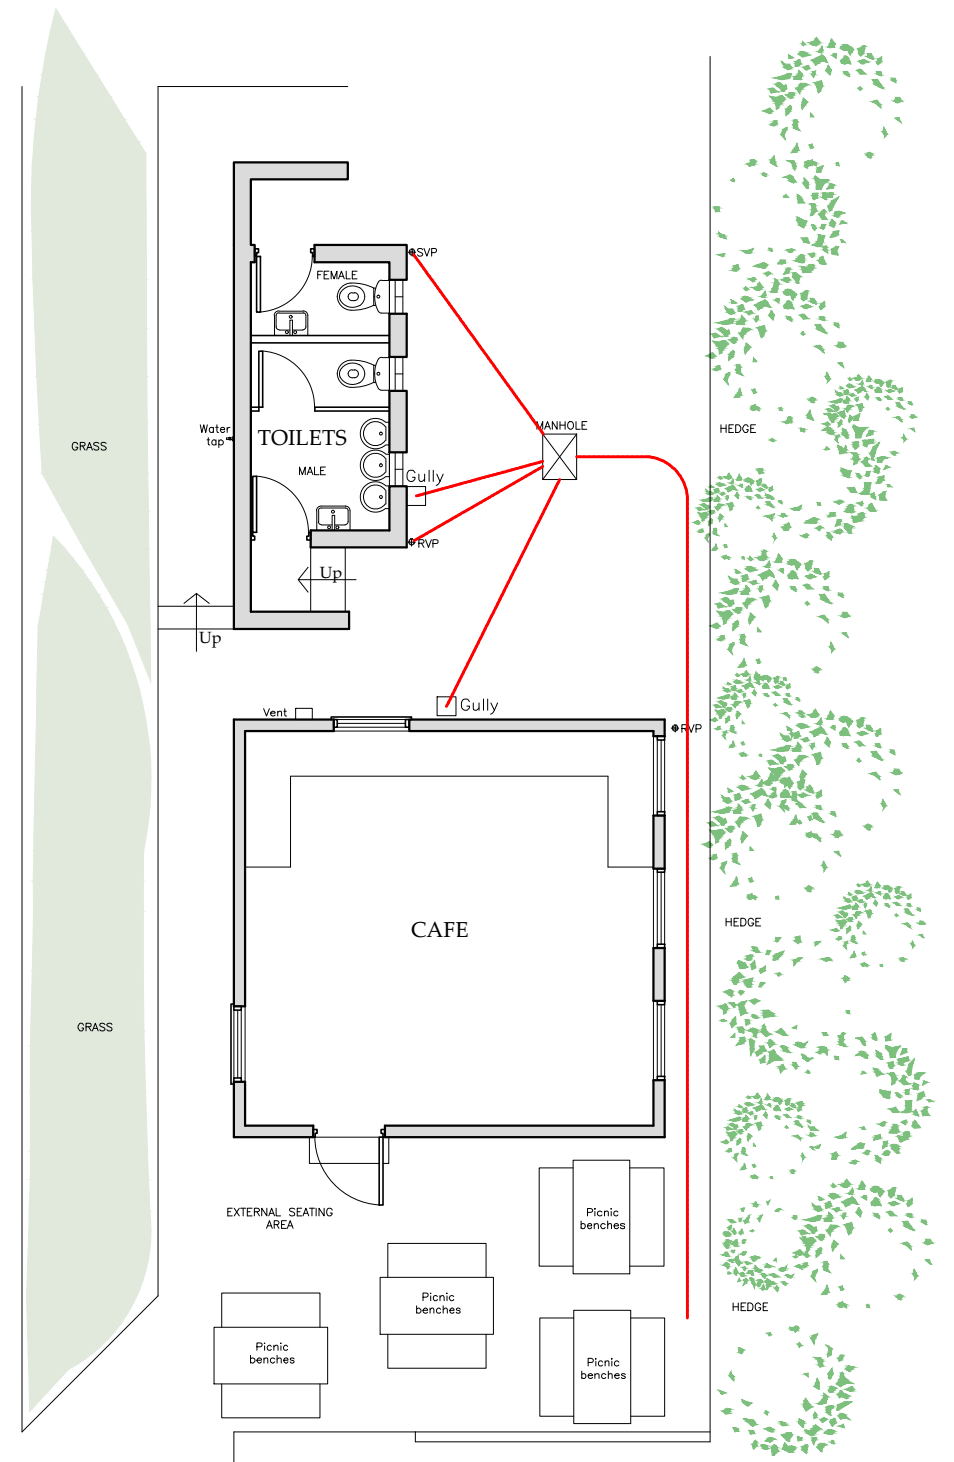 SVP
FEMALE
MANHOLE
HEDGE
Water
tap
TOILETS
GRASS
MALE
Gully
RVP
Up
Up
Gully
Vent
RVP
HEDGE
CAFE
GRASS
EXTERNAL SEATING
AREA
Picnic
benches
Picnic
benches
HEDGE
Picnic
benches
Picnic
benches